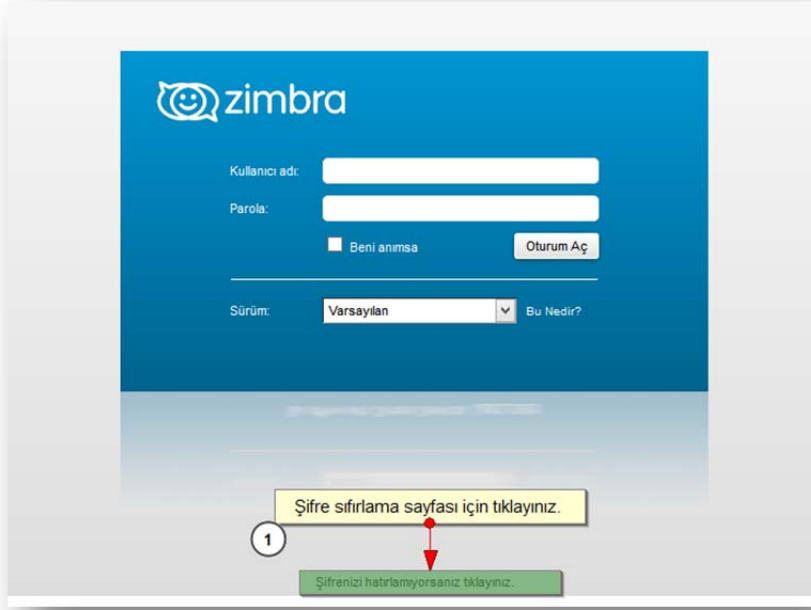 zimbra
Kullanıcı adı:
Parola:
Beni anımsa
Oturum Aç
Sürüm:
Varsayılan
Bu Nedir?
Şifre sıfırlama sayfası için tıklayınız.
1
Şifrenizi hatırlamıyorsanız tıklayınız.